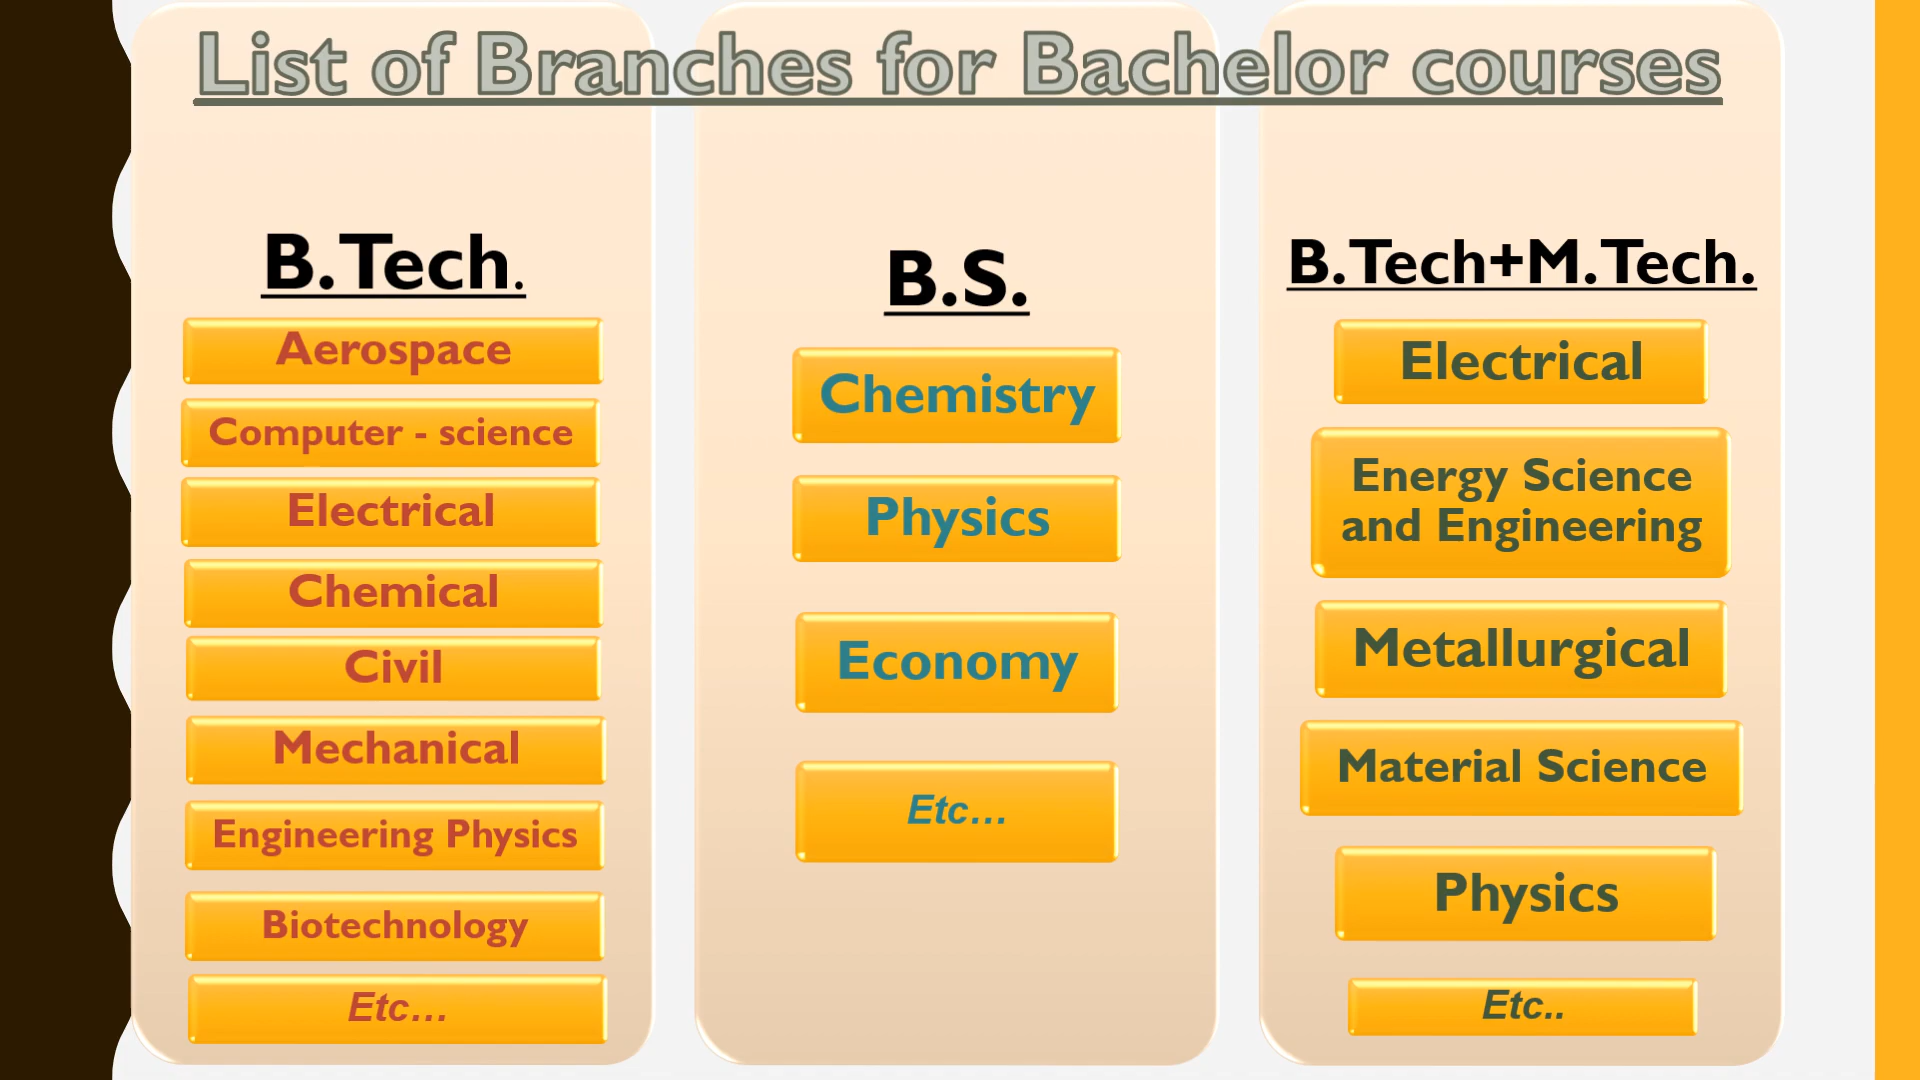 List of Branches for Bachelor courses
B.Tech.
Aerospace
Computer - science
Electrical
Chemical
Civil
Mechanical
Engineering Physics
Biotechnology
Etc...
B.S.
Chemistry
Physics
Economy
Etc...
B.Tech+M.Tech.
Electrical
Energy Science
and Engineering
Metallurgical
Material Science
Physics
Etc..